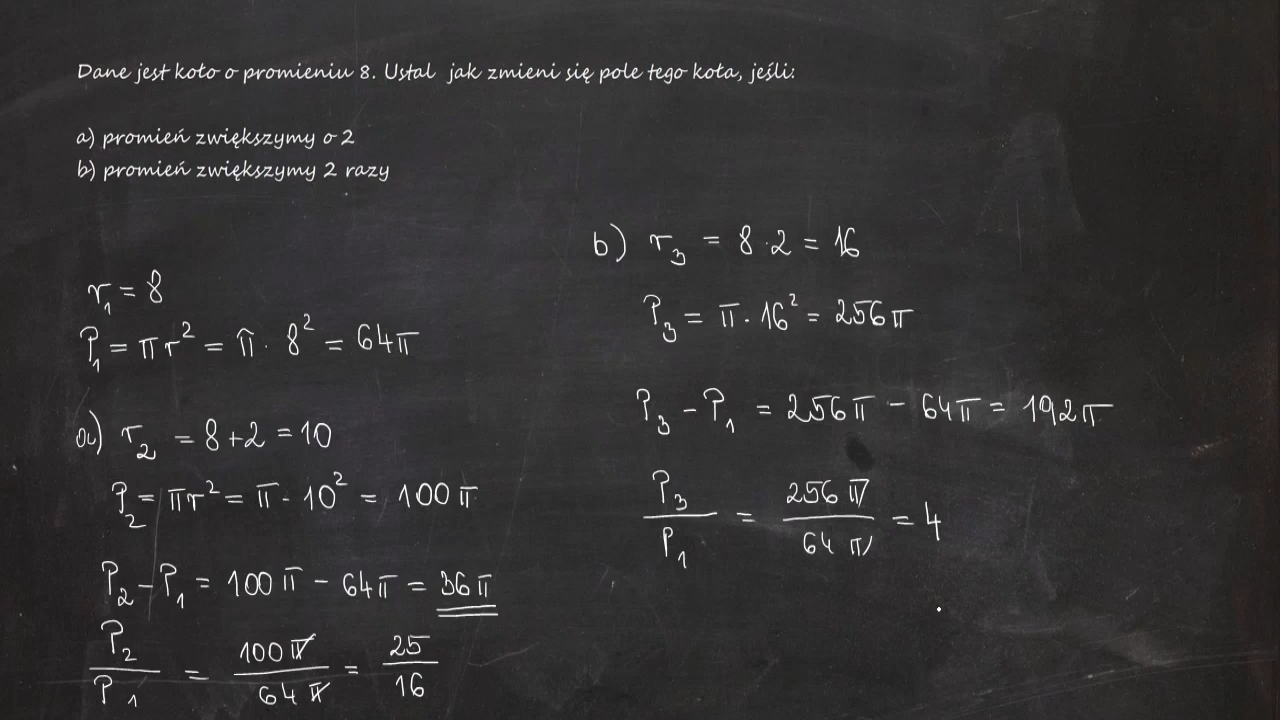 Dane jest koło o promieniu 8. Ustal jak zmieni się pole tego koła, jeśli:
a) promień zwiększymy o 2
b) promień zwiększymy 2 razy
r₁ = 8
P₁ = πr² = π · 8² = 64π
a) r₂ = 8+2 = 10
P₂ = πr² = π · 10² = 100π
P₂ - P₁ = 100π - 64π = 36π
P₂/P₁ = 100π/64π = 25/16
b) r₃ = 8 · 2 = 16
P₃ = π · 16² = 256π
P₃ - P₁ = 256π - 64π = 192π
P₃/P₁ = 256π/64π = 4